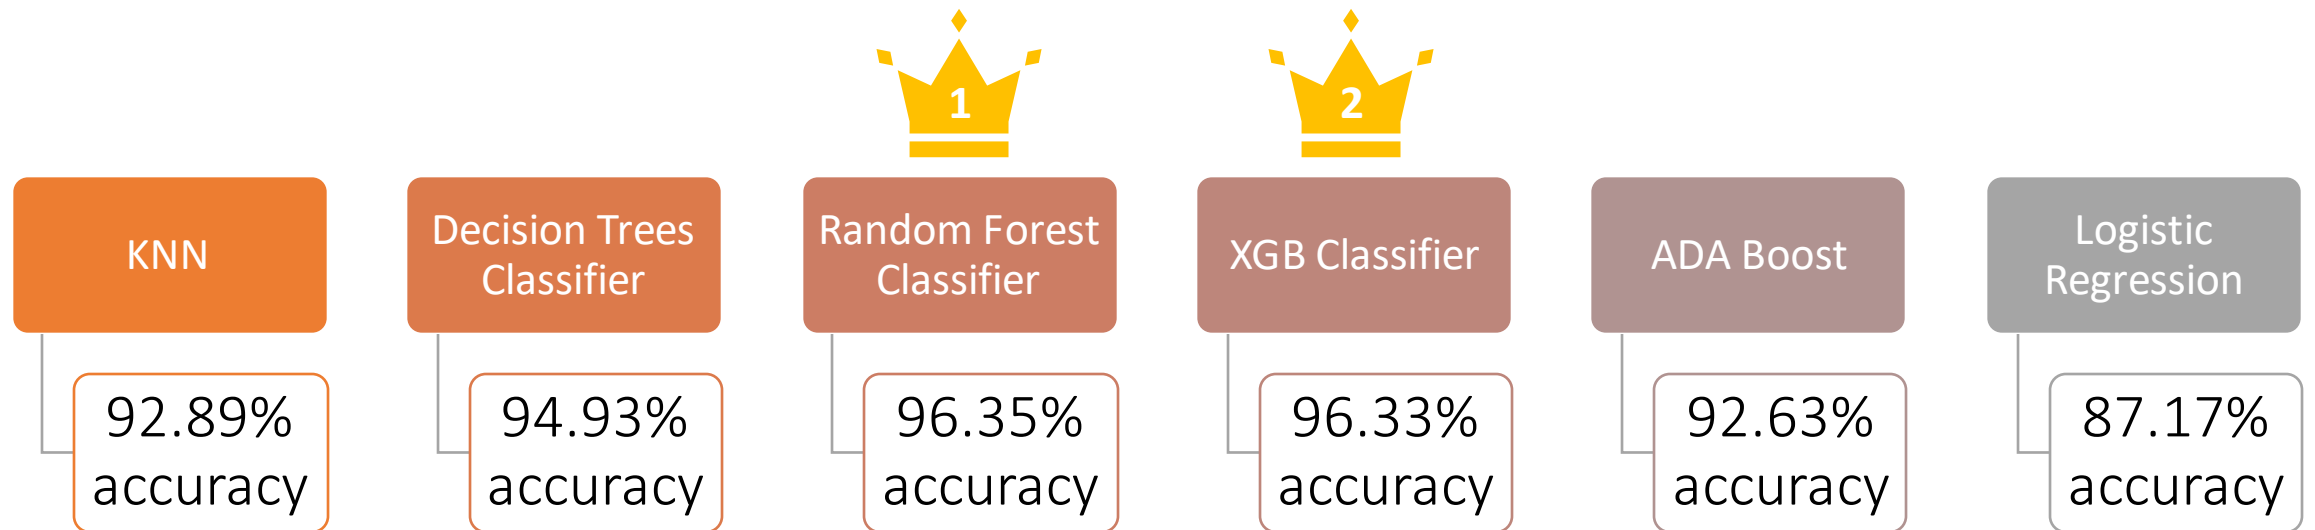 1
2
KNN
Decision Trees
Classifier
Random Forest
Classifier
XGB Classifier
ADA Boost
Logistic
Regression
92.89%
accuracy
94.93%
accuracy
96.35%
accuracy
96.33%
accuracy
92.63%
accuracy
87.17%
accuracy